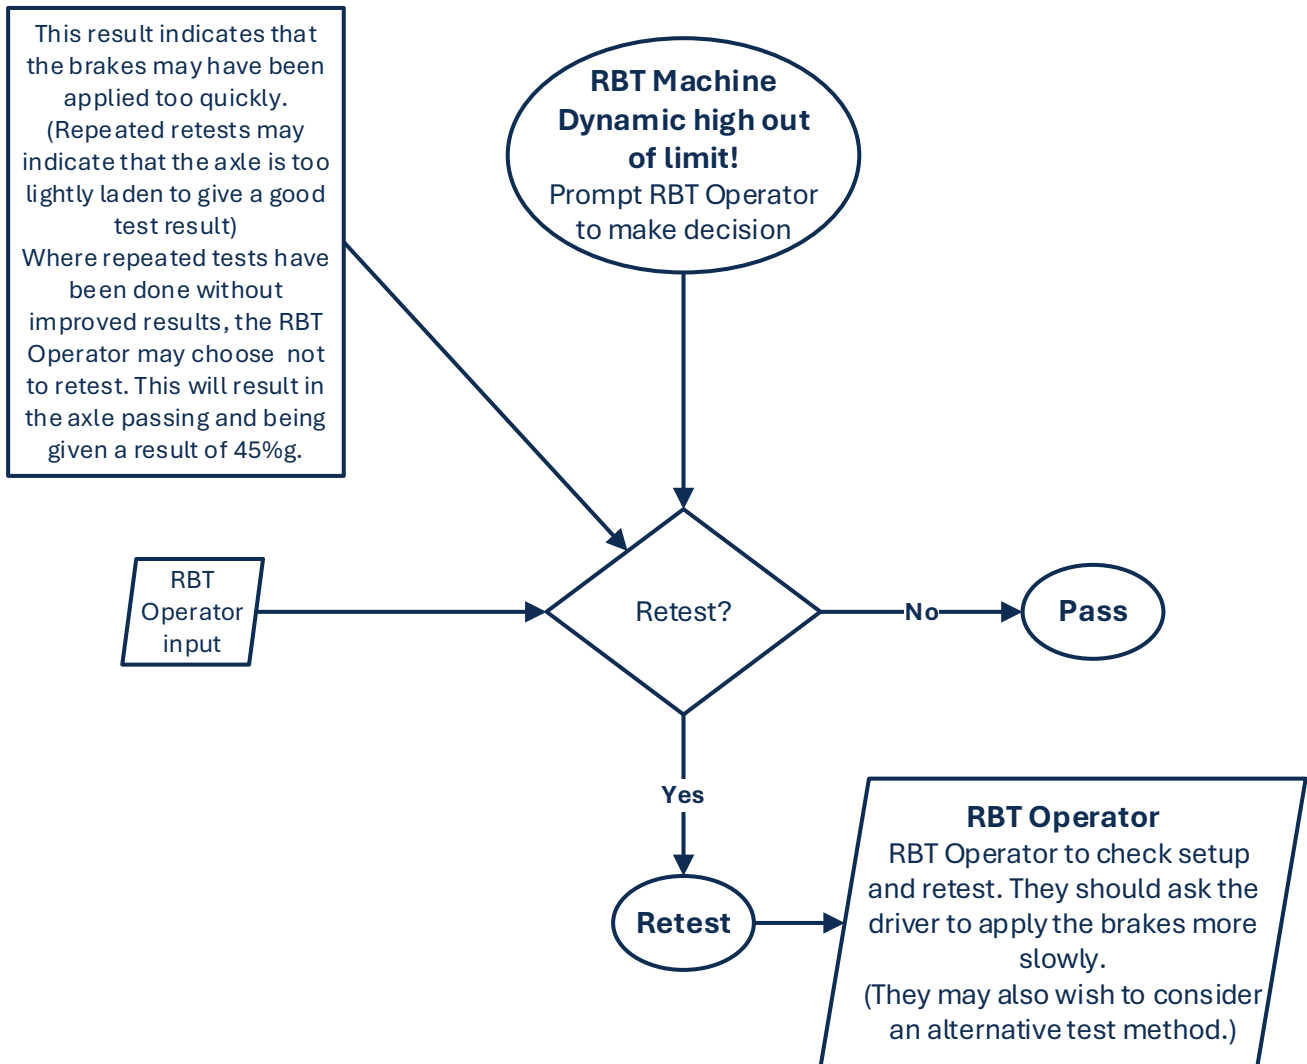 This result indicates that
the brakes may have been
applied too quickly.
(Repeated retests may
indicate that the axle is too
lightly laden to give a good
test result)
Where repeated tests have
been done without
improved results, the RBT
Operator may choose not
to retest. This will result in
the axle passing and being
given a result of 45%g.
RBT Machine
Dynamic high out
of limit!
Prompt RBT Operator
to make decision
RBT
Operator
input
Retest?
No
Pass
Yes
Retest
RBT Operator
RBT Operator to check setup
and retest. They should ask the
driver to apply the brakes more
slowly.
(They may also wish to consider
an alternative test method.)